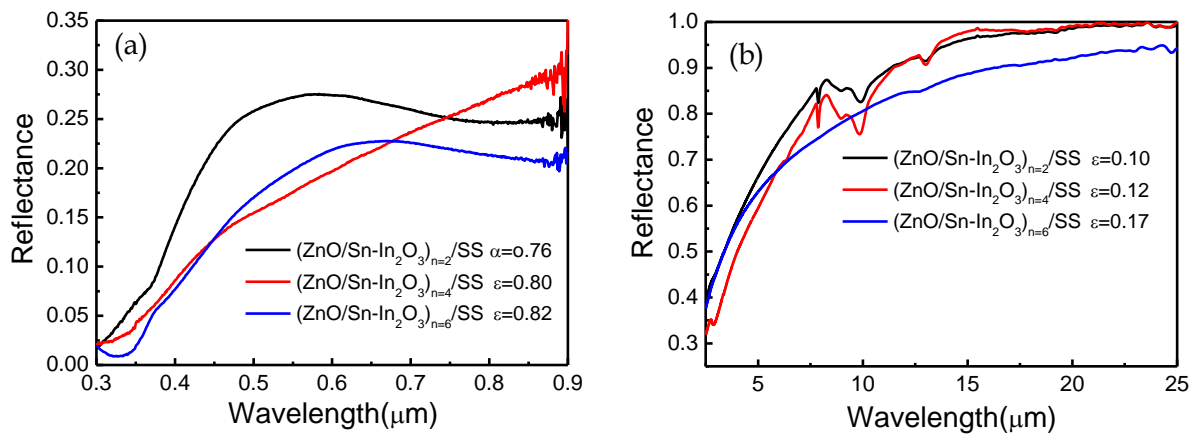 (a)
0.35
0.30
0.25
0.20
0.15
0.10
0.05
0.00
Reflectance
(ZnO/Sn-In₂O₃)ₙ₌₂/SS α=0.76
(ZnO/Sn-In₂O₃)ₙ₌₄/SS ε=0.80
(ZnO/Sn-In₂O₃)ₙ₌₆/SS ε=0.82
0.3 0.4 0.5 0.6 0.7 0.8 0.9
Wavelength(μm)
(b)
1.0
0.9
0.8
0.7
0.6
0.5
0.4
0.3
Reflectance
(ZnO/Sn-In₂O₃)ₙ₌₂/SS ε=0.10
(ZnO/Sn-In₂O₃)ₙ₌₄/SS ε=0.12
(ZnO/Sn-In₂O₃)ₙ₌₆/SS ε=0.17
5 10 15 20 25
Wavelength(μm)